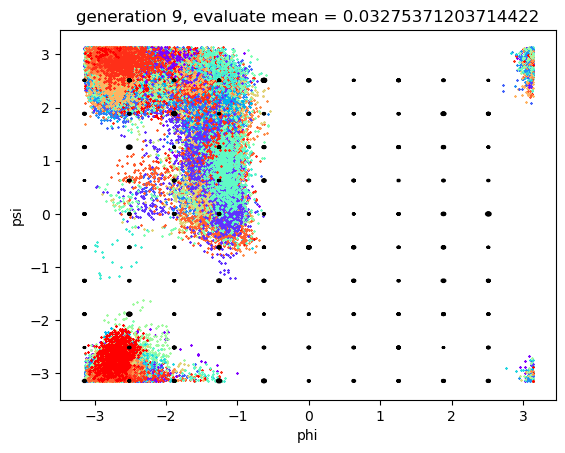 generation 9, evaluate mean = 0.03275371203714422
3
2
1
0
−1
−2
−3
psi
−3 −2 −1 0 1 2 3
phi